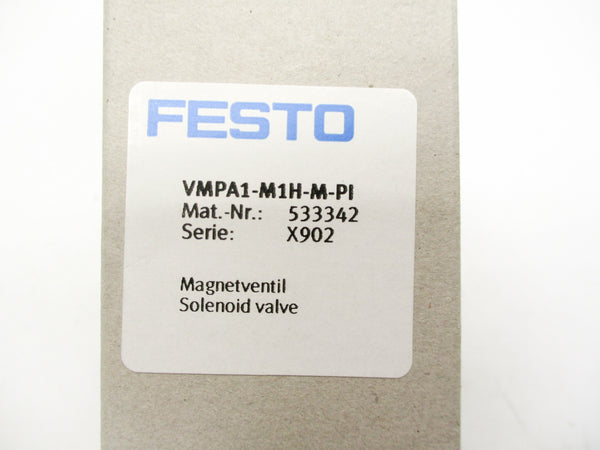 FESTO
VMPA1-M1H-M-PI
Mat.-Nr.: 533342
Serie: X902
Magnetventil
Solenoid valve